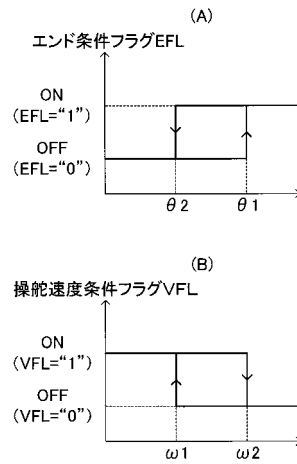 (A)
エンド条件フラグEFL
ON
(EFL=“1”)
OFF
(EFL=“0”)
θ2 θ1
(B)
操舵速度条件フラグVFL
ON
(VFL=“1”)
OFF
(VFL=“0”)
ω1 ω2